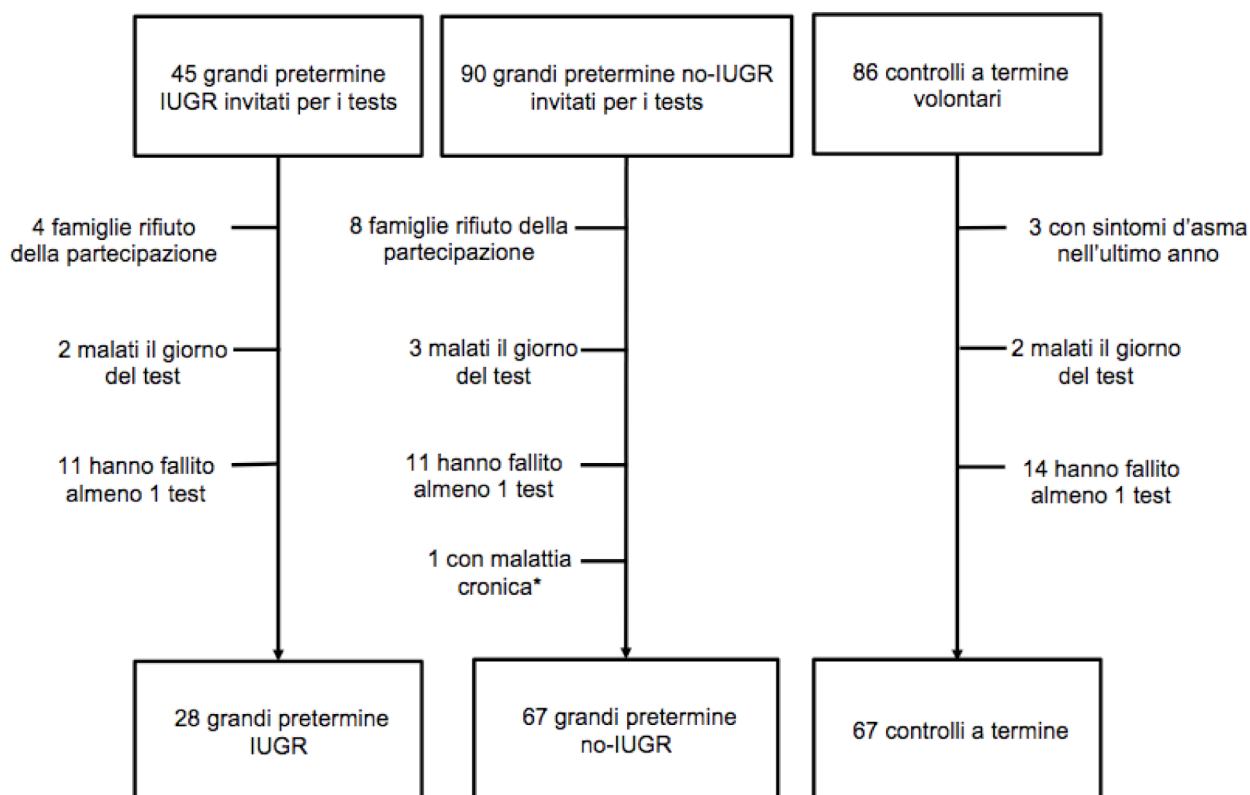 45 grandi pretermine
IUGR invitati per i tests
90 grandi pretermine no-IUGR
invitati per i tests
86 controlli a termine
volontari
4 famiglie rifiuto
della partecipazione
8 famiglie rifiuto della
partecipazione
3 con sintomi d'asma
nell'ultimo anno
2 malati il giorno
del test
3 malati il giorno
del test
2 malati il giorno
del test
11 hanno fallito
almeno 1 test
11 hanno fallito
almeno 1 test
14 hanno fallito
almeno 1 test
1 con malattia
cronica*
28 grandi pretermine
IUGR
67 grandi pretermine
no-IUGR
67 controlli a termine